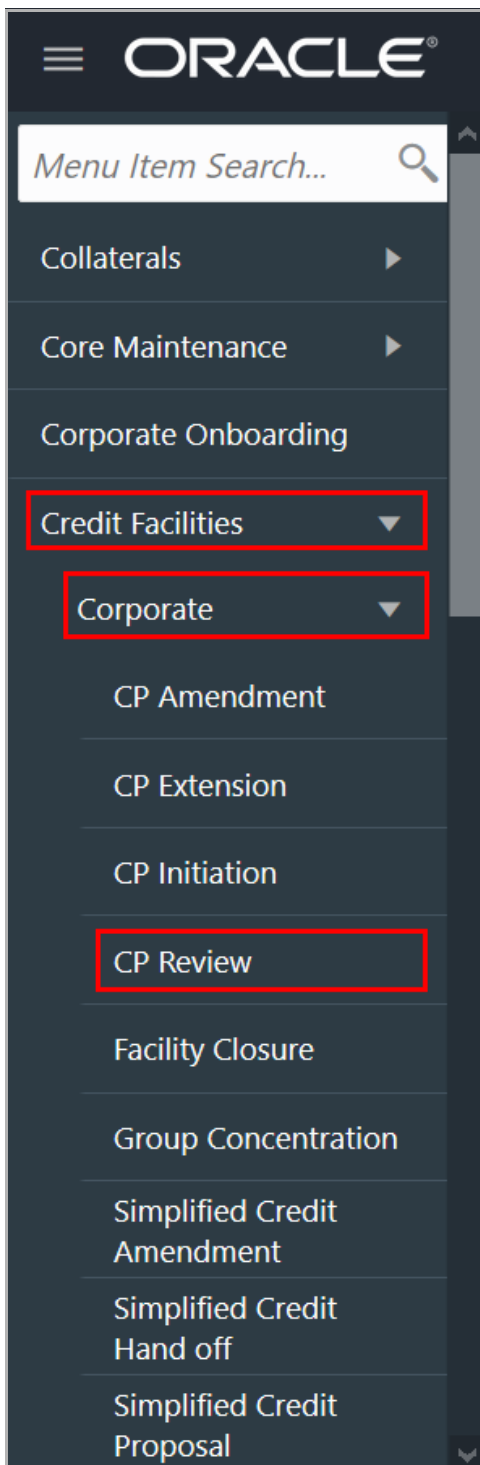 ORACLE®
Menu Item Search...
Collaterals
Core Maintenance
Corporate Onboarding
Credit Facilities
Corporate
CP Amendment
CP Extension
CP Initiation
CP Review
Facility Closure
Group Concentration
Simplified Credit
Amendment
Simplified Credit
Hand off
Simplified Credit
Proposal